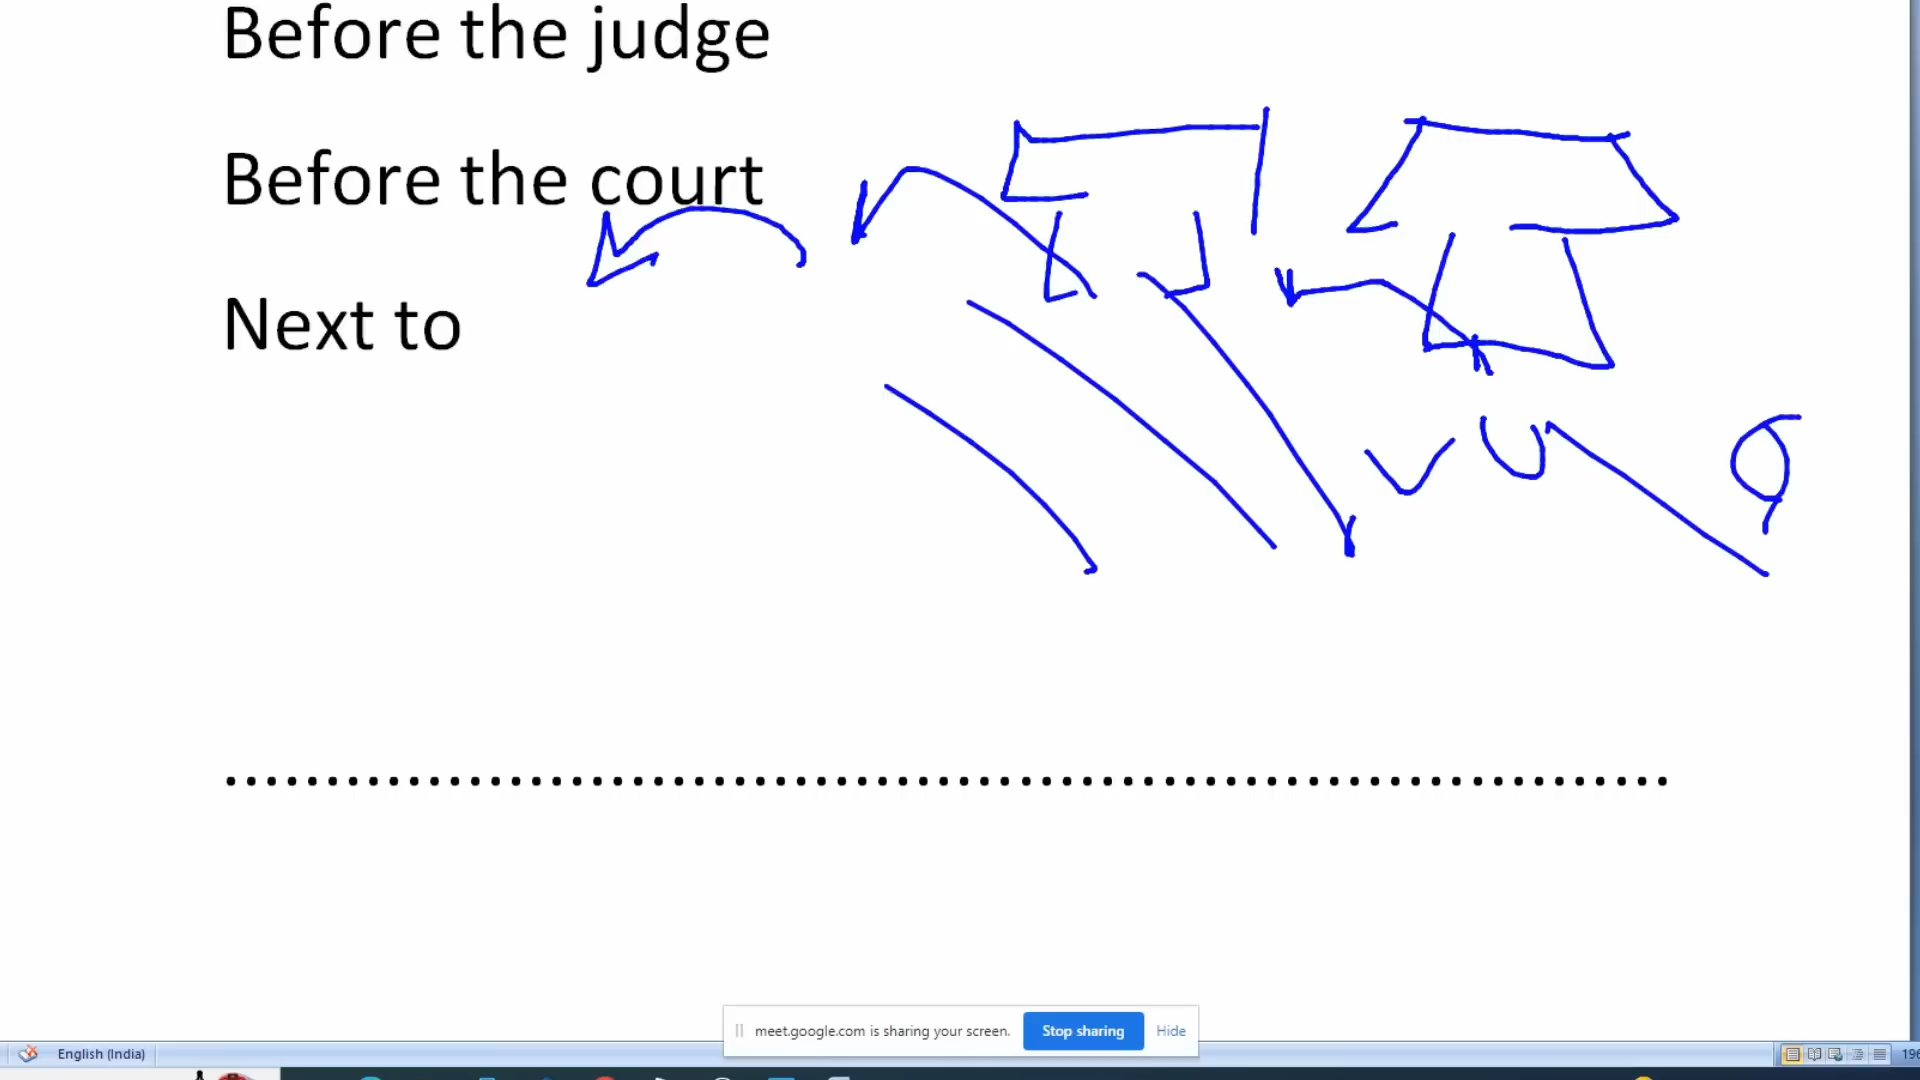 Before the judge
Before the court
Next to
................................................................................
meet.google.com is sharing your screen. Stop sharing Hide
English (India)